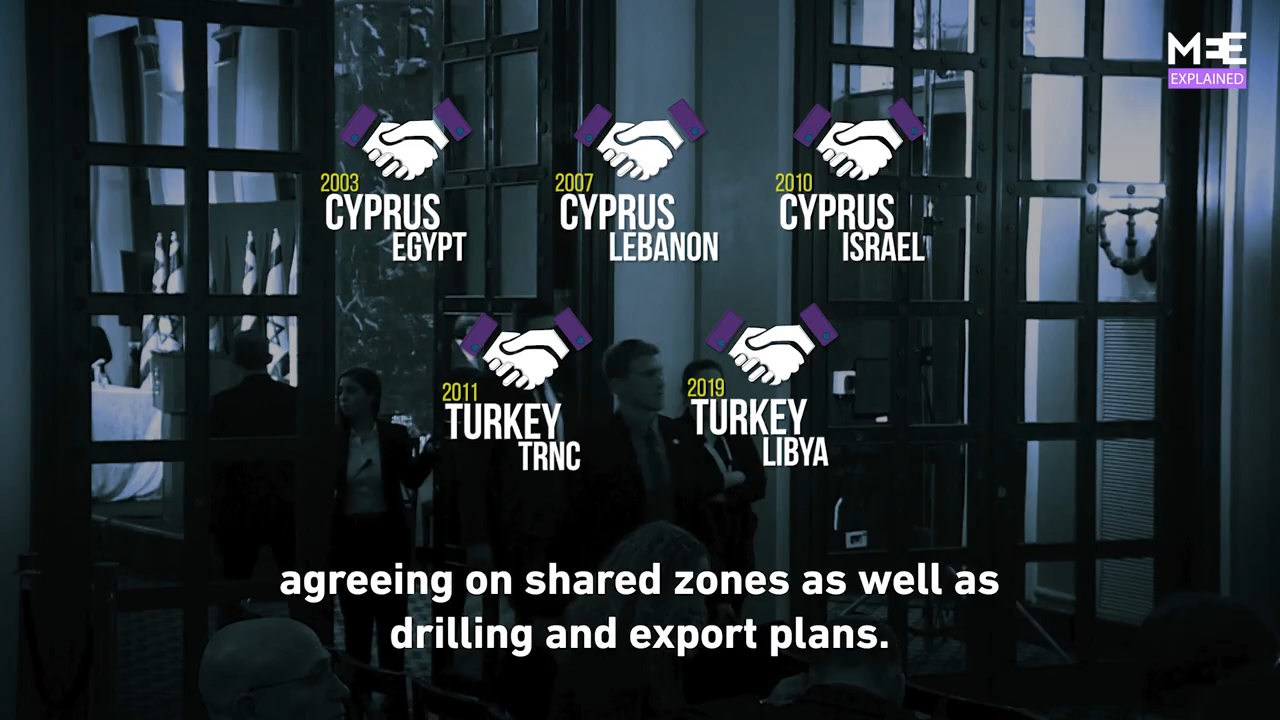 MEE
EXPLAINED
2003
CYPRUS
EGYPT
2007
CYPRUS
LEBANON
2010
CYPRUS
ISRAEL
2011
TURKEY
TRNC
2019
TURKEY
LIBYA
agreeing on shared zones as well as
drilling and export plans.